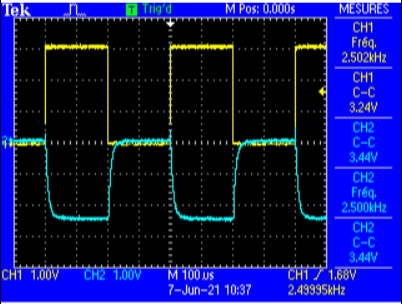 Tek T Trig'd M Pos: 0.000s MESURES
CH1
Fréq.
2.502kHz
CH1
C-C
3.24V
CH2
C-C
3.44V
CH2
Fréq.
2.500kHz
CH2
C-C
3.44V
2
CH1 1.00V CH2 1.00V M 100us CH1 1.68V
7-Jun-21 10:37 2.49995kHz